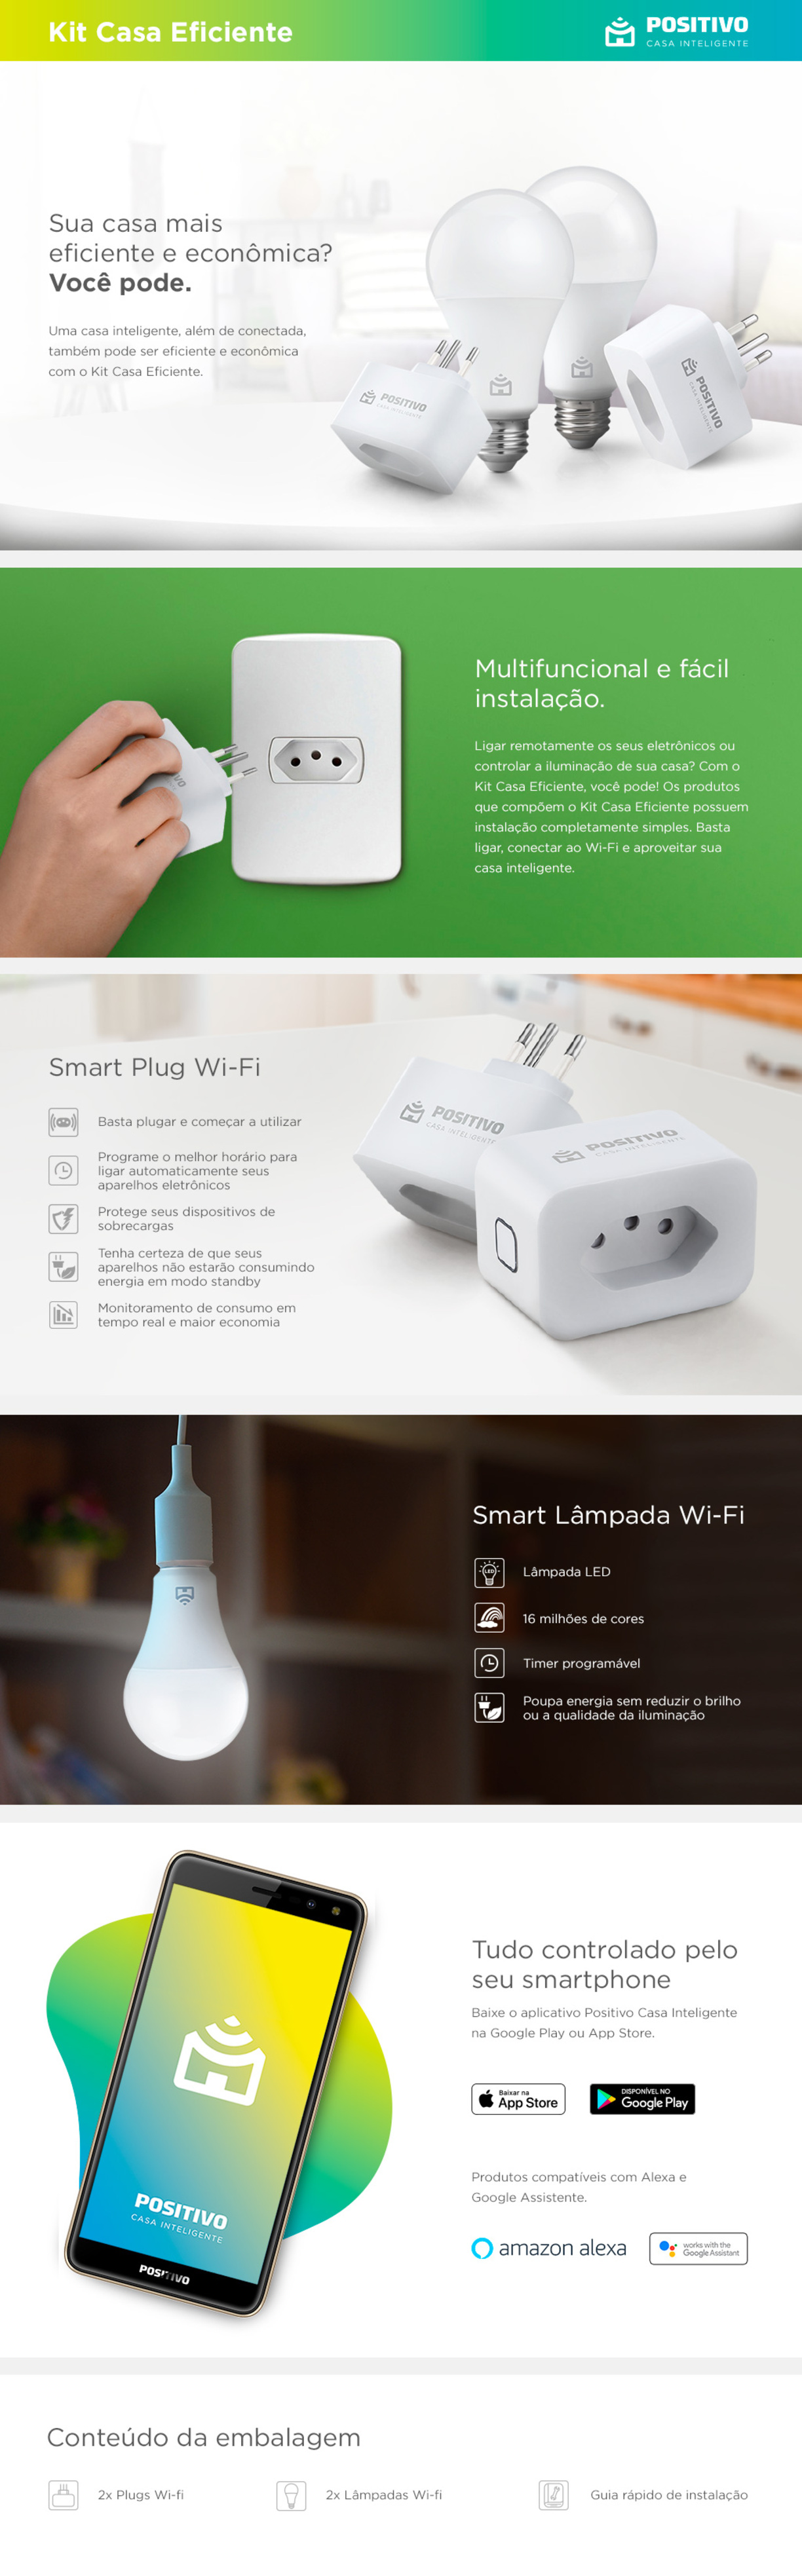 Kit Casa Eficiente
POSITIVO
CASA INTELIGENTE
Sua casa mais
eficiente e econômica?
Você pode.
Uma casa inteligente, além de conectada,
também pode ser eficiente e econômica
com o Kit Casa Eficiente.
POSITIVO
CASA INTELIGENTE
POSITIVO
CASA INTELIGENTE
Multifuncional e fácil
instalação.
Ligar remotamente os seus eletrônicos ou
controlar a iluminação de sua casa? Com o
Kit Casa Eficiente, você pode! Os produtos
que compõem o Kit Casa Eficiente possuem
instalação completamente simples. Basta
ligar, conectar ao Wi-Fi e aproveitar sua
casa inteligente.
VO
Smart Plug Wi-Fi
Basta plugar e começar a utilizar
Programe o melhor horário para
ligar automaticamente seus
aparelhos eletrônicos
Protege seus dispositivos de
sobrecargas
Tenha certeza de que seus
aparelhos não estarão consumindo
energia em modo standby
Monitoramento de consumo em
tempo real e maior economia
POSITIVO
CASA INTELIGENTE
POSITIVO
CASA INTELIGENTE
Smart Lâmpada Wi-Fi
LED
Lâmpada LED
16 milhões de cores
Timer programável
Poupa energia sem reduzir o brilho
ou a qualidade da iluminação
POSITIVO
CASA INTELIGENTE
POSITIVO
Tudo controlado pelo
seu smartphone
Baixe o aplicativo Positivo Casa Inteligente
na Google Play ou App Store.
Baixar na
App Store
DISPONÍVEL NO
Google Play
Produtos compatíveis com Alexa e
Google Assistente.
amazon alexa
works with the
Google Assistant
Conteúdo da embalagem
2x Plugs Wi-fi
2x Lâmpadas Wi-fi
Guia rápido de instalação